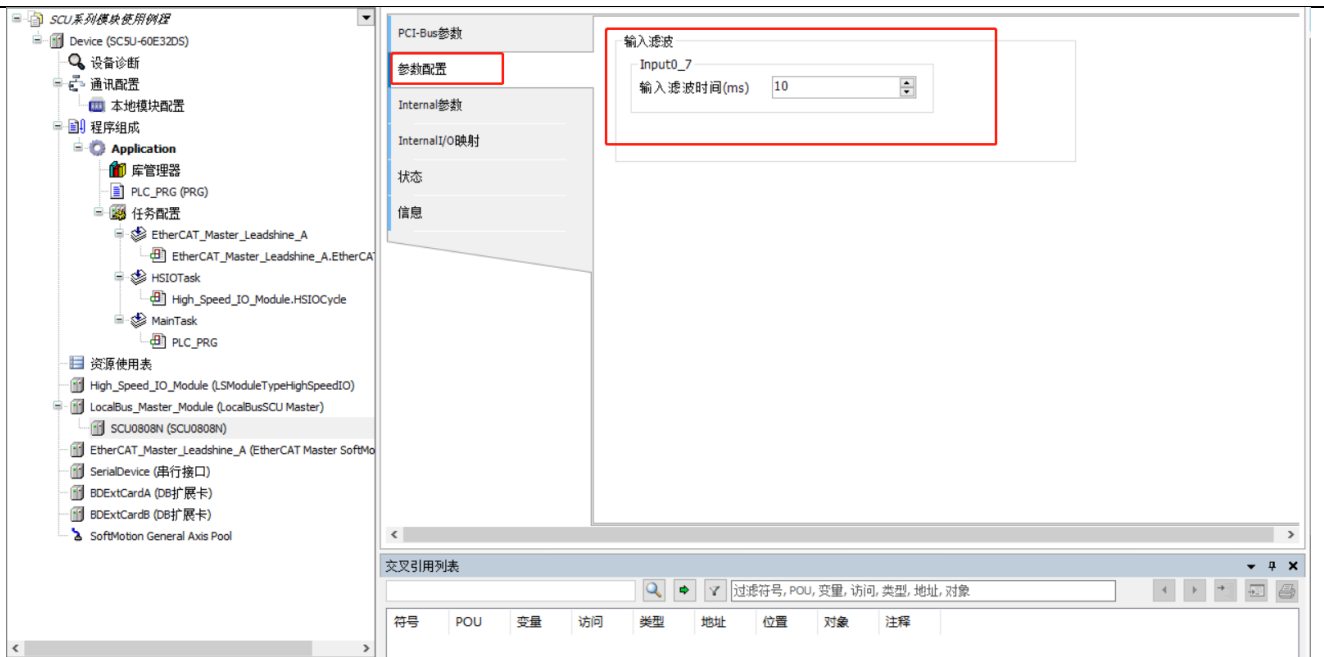 SCU系列模块使用例程
Device (SC5U-60E32DS)
设备诊断
通讯配置
本地模块配置
程序组成
Application
库管理器
PLC_PRG (PRG)
任务配置
EtherCAT_Master_Leadshine_A
EtherCAT_Master_Leadshine_A.EtherCA
HSIOTask
High_Speed_IO_Module.HSIOCycle
MainTask
PLC_PRG
资源使用表
High_Speed_IO_Module (LSModuleTypeHighSpeedIO)
LocalBus_Master_Module (LocalBusSCU Master)
SCU0808N (SCU0808N)
EtherCAT_Master_Leadshine_A (EtherCAT Master SoftMo
SerialDevice (串行接口)
BDExtCardA (DB扩展卡)
BDExtCardB (DB扩展卡)
SoftMotion General Axis Pool
PCI-Bus参数
参数配置
Internal参数
InternalI/O映射
状态
信息
输入滤波
Input0_7
输入滤波时间(ms) 10
交叉引用列表
过滤符号, POU, 变量, 访问, 类型, 地址, 对象
符号 POU 变量 访问 类型 地址 位置 对象 注释